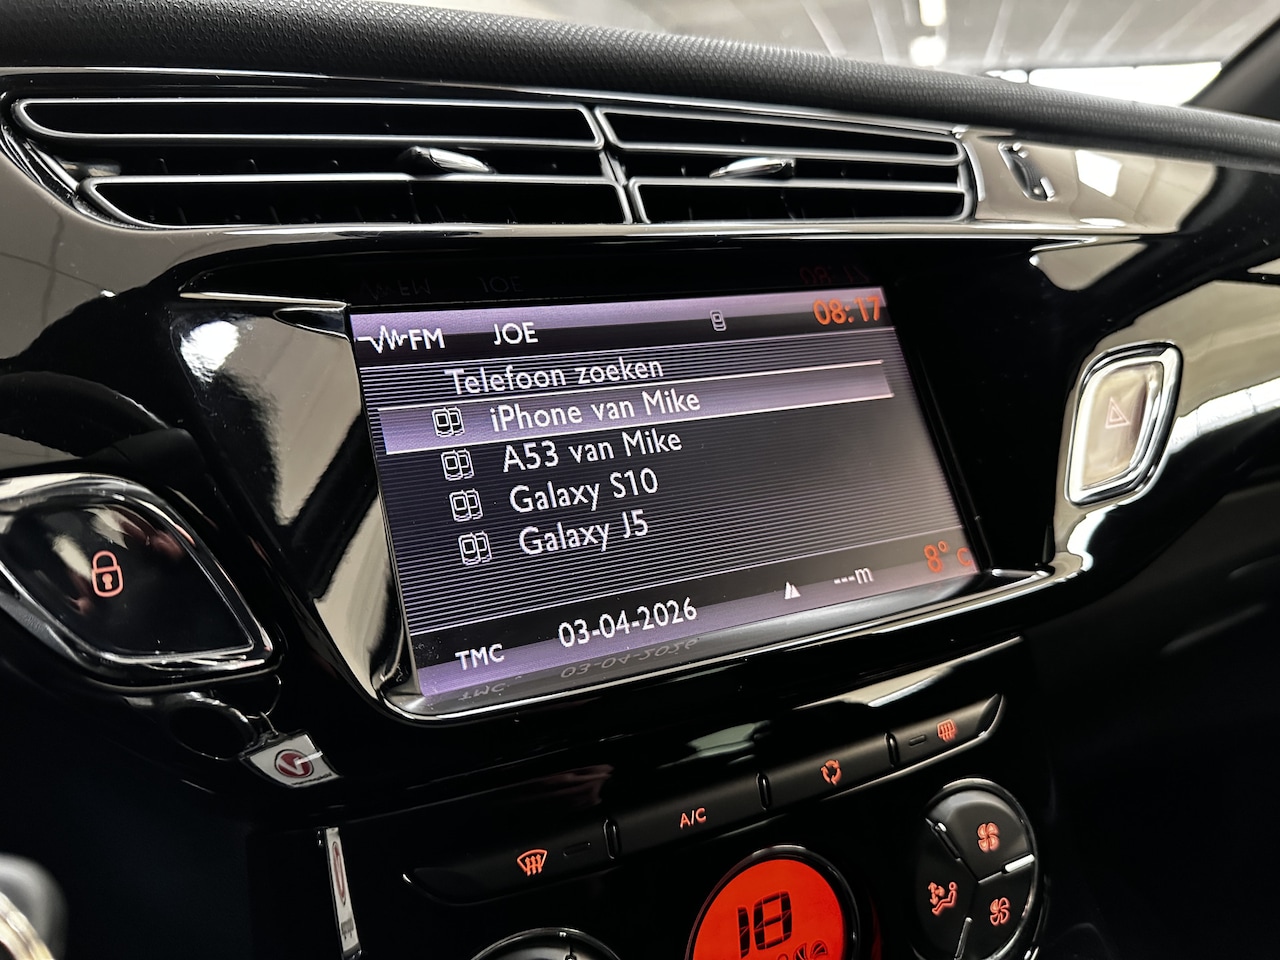 FM JOE 08:17
Telefoon zoeken
iPhone van Mike
A53 van Mike
Galaxy S10
Galaxy J5
---m 8° C
TMC 03-04-2026
A/C
18